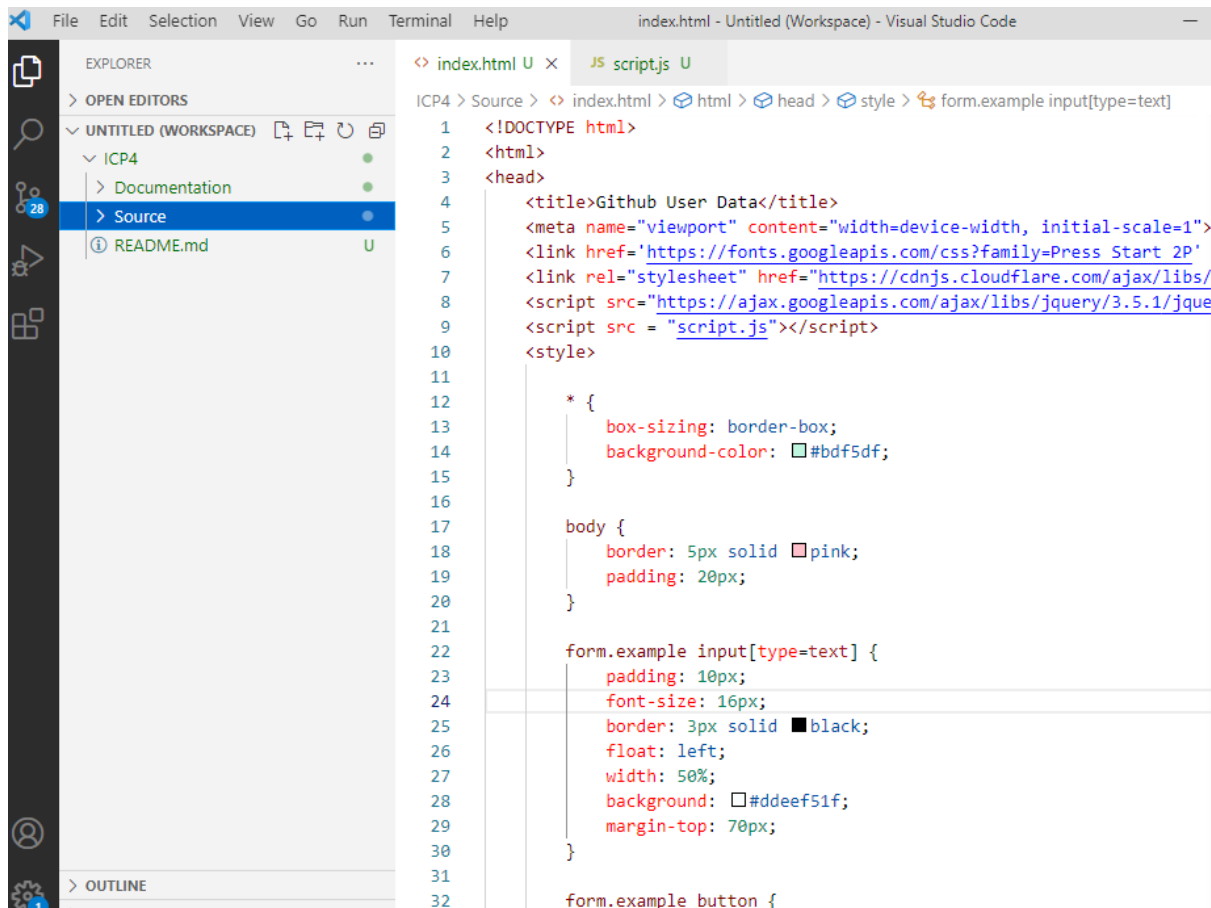 File Edit Selection View Go Run Terminal Help index.html - Untitled (Workspace) - Visual Studio Code
EXPLORER ...
> OPEN EDITORS
UNTITLED (WORKSPACE)
ICP4
> Documentation
> Source
README.md U
> OUTLINE
28
1
<> index.html U × JS script.js U
ICP4 > Source > <> index.html > html > head > style > form.example input[type=text]
1 <!DOCTYPE html>
2 <html>
3 <head>
4 <title>Github User Data</title>
5 <meta name="viewport" content="width=device-width, initial-scale=1">
6 <link href='https://fonts.googleapis.com/css?family=Press Start 2P'
7 <link rel="stylesheet" href="https://cdnjs.cloudflare.com/ajax/libs/
8 <script src="https://ajax.googleapis.com/ajax/libs/jquery/3.5.1/jque
9 <script src = "script.js"></script>
10 <style>
11
12 * {
13 box-sizing: border-box;
14 background-color: #bdf5df;
15 }
16
17 body {
18 border: 5px solid pink;
19 padding: 20px;
20 }
21
22 form.example input[type=text] {
23 padding: 10px;
24 font-size: 16px;
25 border: 3px solid black;
26 float: left;
27 width: 50%;
28 background: #ddeef51f;
29 margin-top: 70px;
30 }
31
32 form.example button {